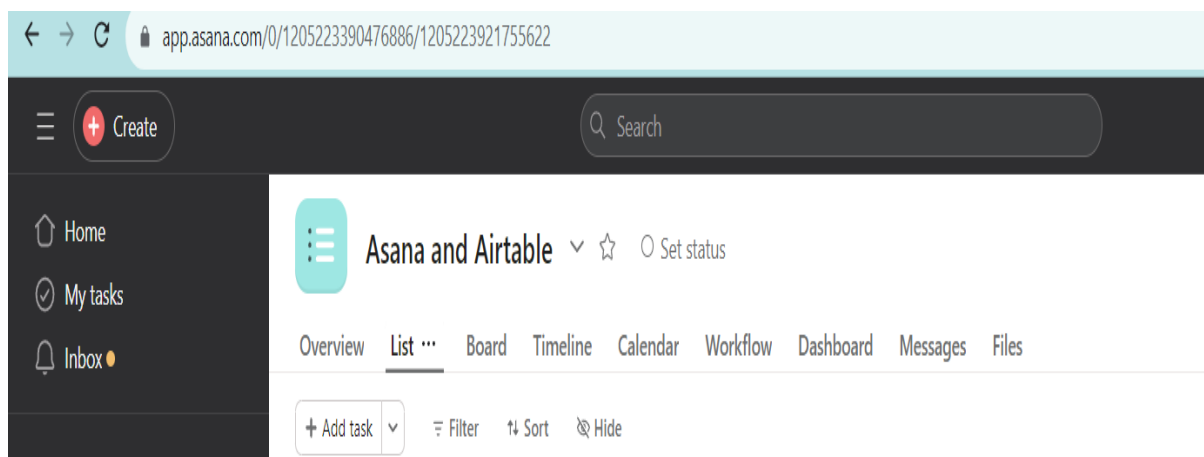 app.asana.com/0/1205223390476886/1205223921755622
Create
Search
Home
My tasks
Inbox
Asana and Airtable
Set status
Overview List ··· Board Timeline Calendar Workflow Dashboard Messages Files
+ Add task
Filter
Sort
Hide